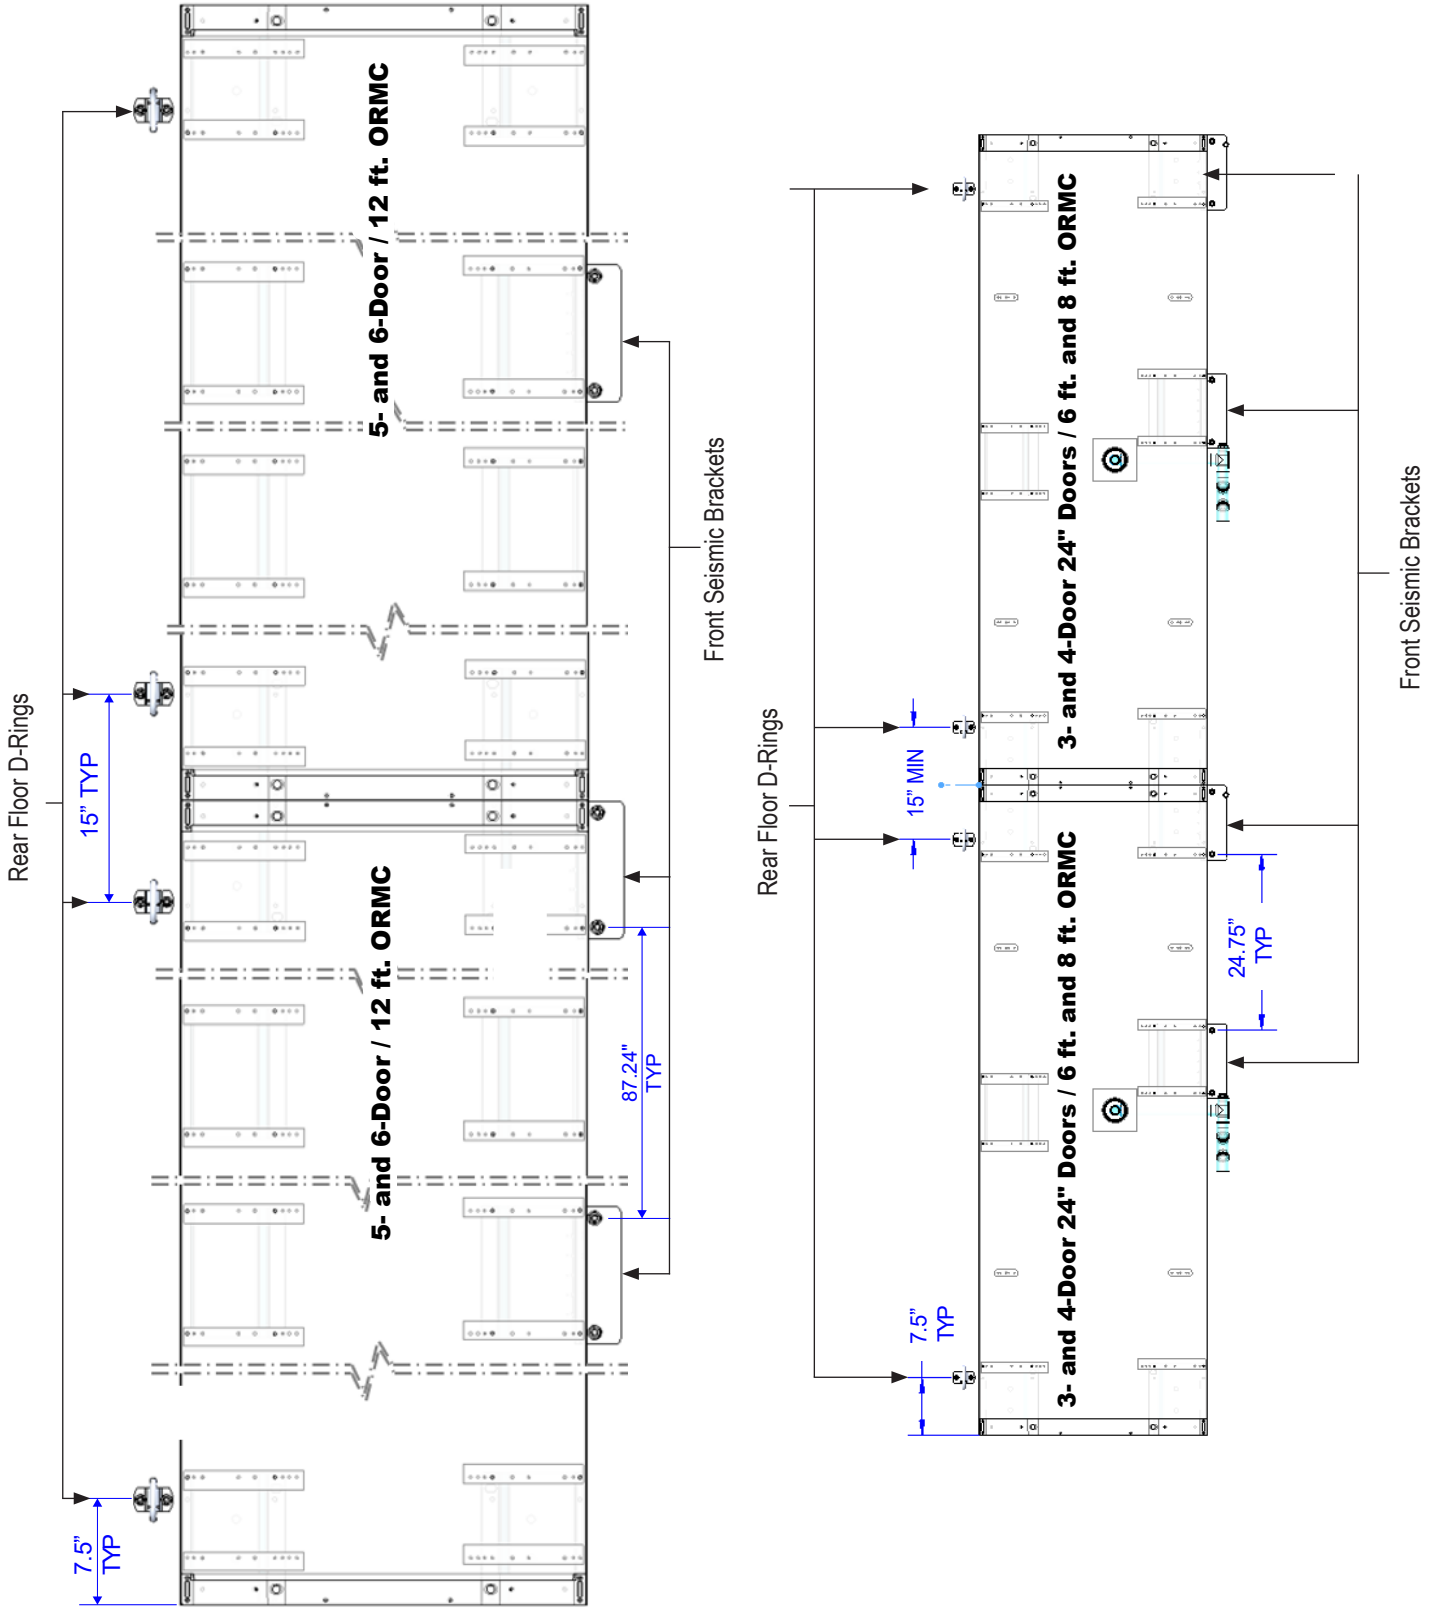 Rear Floor D-Rings
15" TYP
7.5"
TYP
5- and 6-Door / 12 ft. ORMC
5- and 6-Door / 12 ft. ORMC
87.24"
TYP
Front Seismic Brackets
Rear Floor D-Rings
15" MIN
7.5"
TYP
3- and 4-Door 24" Doors / 6 ft. and 8 ft. ORMC
3- and 4-Door 24" Doors / 6 ft. and 8 ft. ORMC
24.75"
TYP
Front Seismic Brackets